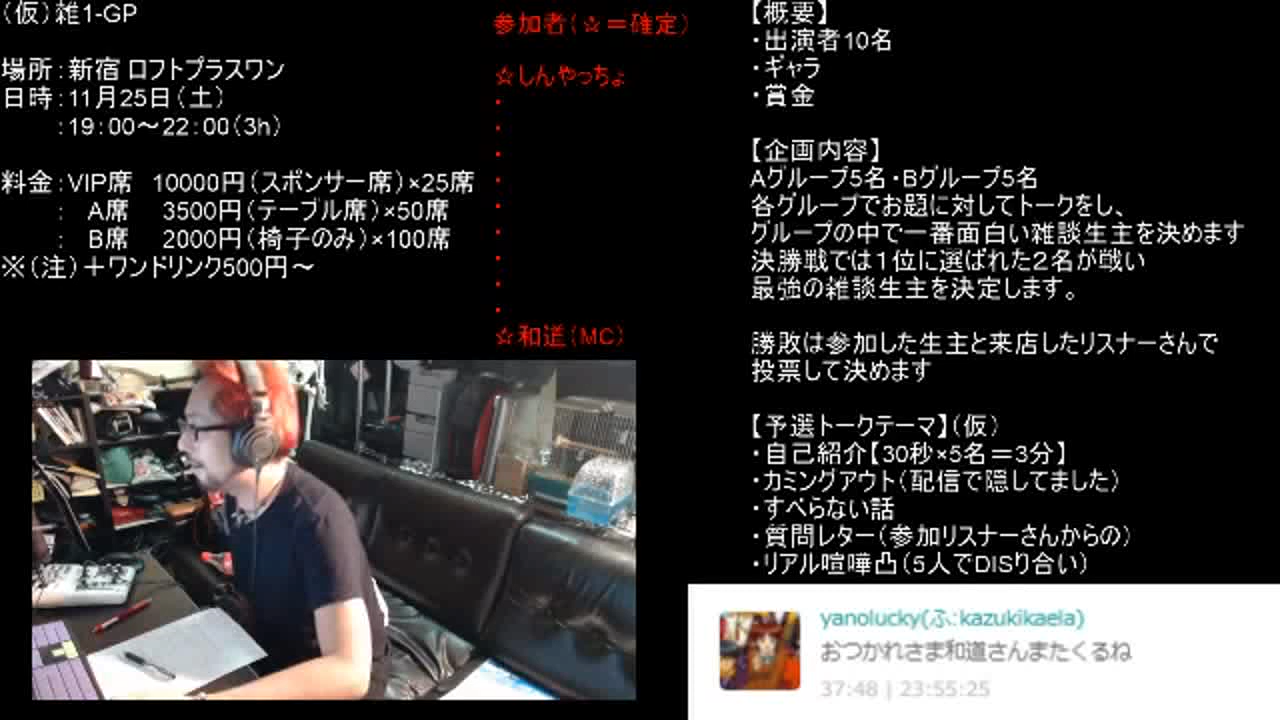 （仮）雑1-GP
場所：新宿 ロフトプラスワン
日時：11月25日（土）
：19：00～22：00（3h）
料金：VIP席 10000円（スポンサー席）×25席
： A席 3500円（テーブル席）×50席
： B席 2000円（椅子のみ）×100席
※（注）＋ワンドリンク500円～
参加者（☆＝確定）
☆しんやっちょ
・
・
・
・
・
・
・
・
・
☆和道（MC）
【概要】
・出演者10名
・ギャラ
・賞金
【企画内容】
Aグループ5名・Bグループ5名
各グループでお題に対してトークをし、
グループの中で一番面白い雑談生主を決めます
決勝戦では１位に選ばれた２名が戦い
最強の雑談生主を決定します。
勝敗は参加した生主と来店したリスナーさんで
投票して決めます
【予選トークテーマ】（仮）
・自己紹介【30秒×5名＝3分】
・カミングアウト（配信で隠してました）
・すべらない話
・質問レター（参加リスナーさんからの）
・リアル喧嘩凸（５人でDISり合い）
yanolucky(ふ:kazukikaela)
おつかれさま和道さんまたくるね
37:48 | 23:55:25